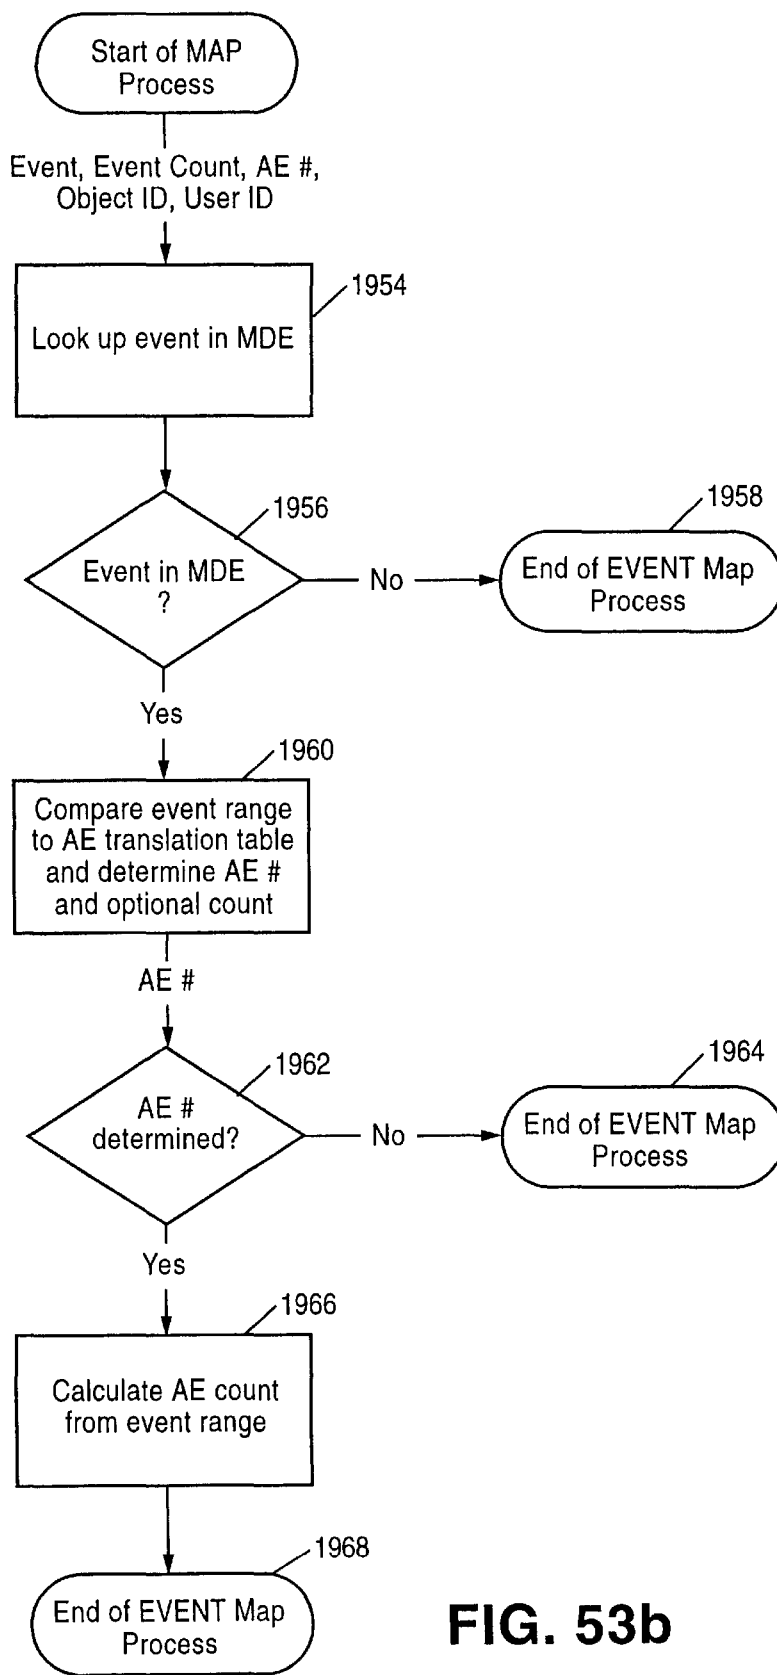 Start of MAP
Process
Event, Event Count, AE #,
Object ID, User ID
1954
Look up event in MDE
1956
Event in MDE
?
No
1958
End of EVENT Map
Process
Yes
1960
Compare event range
to AE translation table
and determine AE #
and optional count
AE #
1962
AE #
determined?
No
1964
End of EVENT Map
Process
Yes
1966
Calculate AE count
from event range
1968
End of EVENT Map
Process
FIG. 53b